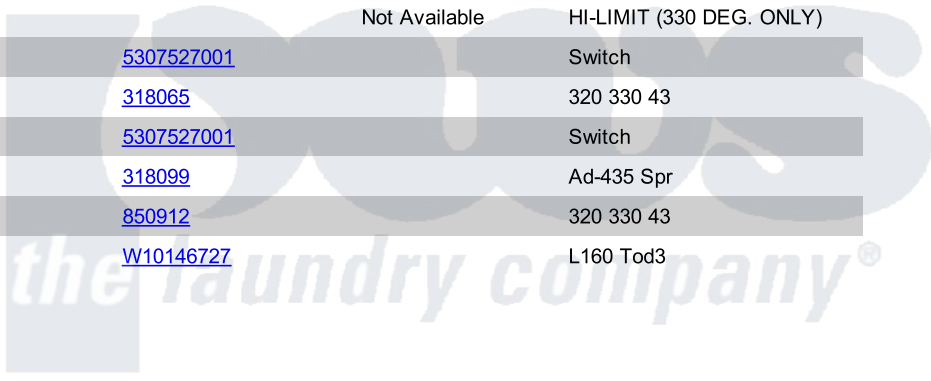 Not Available HI-LIMIT (330 DEG. ONLY)
5307527001 Switch
318065 320 330 43
5307527001 Switch
318099 Ad-435 Spr
850912 320 330 43
W10146727 L160 Tod3
the laundry company®